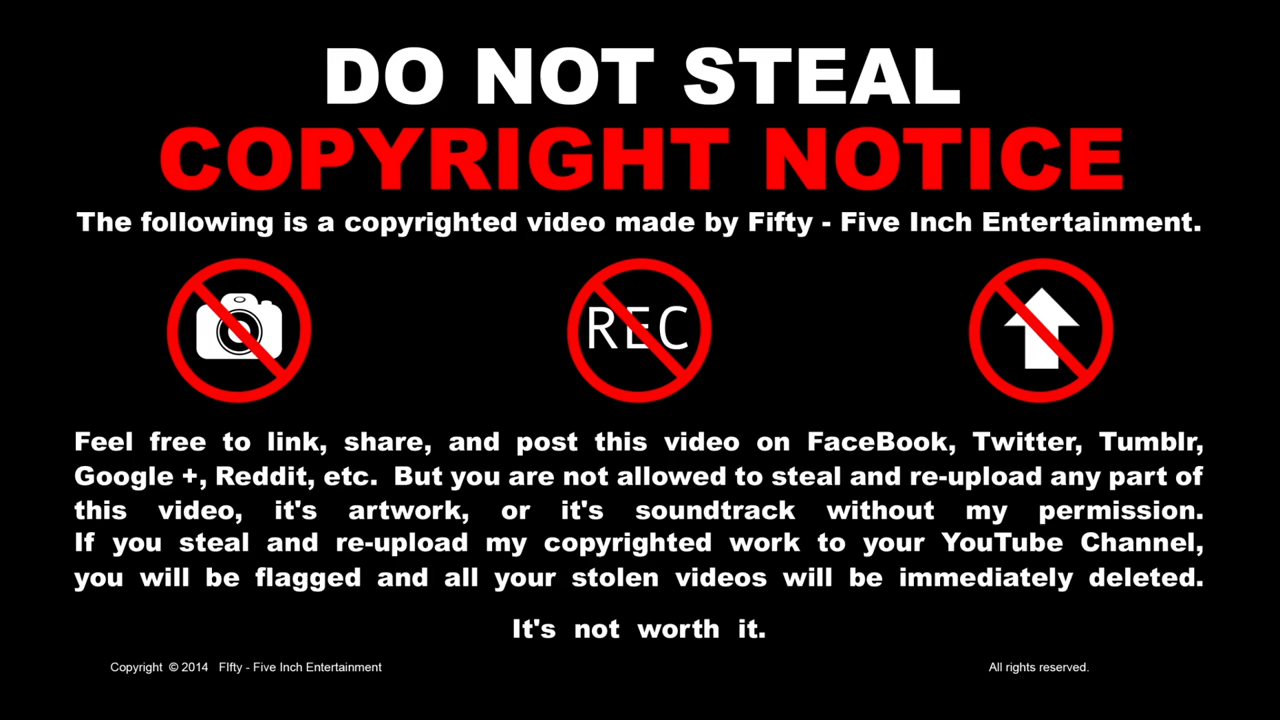 DO NOT STEAL
COPYRIGHT NOTICE
The following is a copyrighted video made by Fifty - Five Inch Entertainment.
REC
Feel free to link, share, and post this video on FaceBook, Twitter, Tumblr,
Google +, Reddit, etc. But you are not allowed to steal and re-upload any part of
this video, it's artwork, or it's soundtrack without my permission.
If you steal and re-upload my copyrighted work to your YouTube Channel,
you will be flagged and all your stolen videos will be immediately deleted.
It's not worth it.
Copyright © 2014 FIfty - Five Inch Entertainment
All rights reserved.